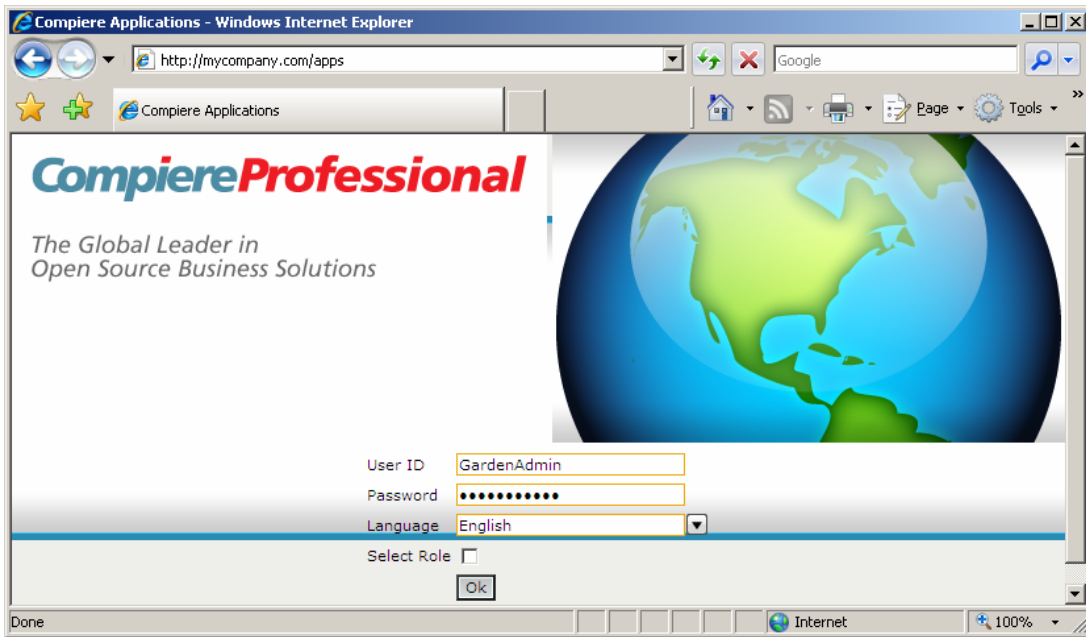 Compiere Applications - Windows Internet Explorer
http://mycompany.com/apps
Google
Compiere Applications
Page
Tools
»
CompiereProfessional
The Global Leader in
Open Source Business Solutions
User ID GardenAdmin
Password •••••••••••
Language English
Select Role
Ok
Done Internet 100%